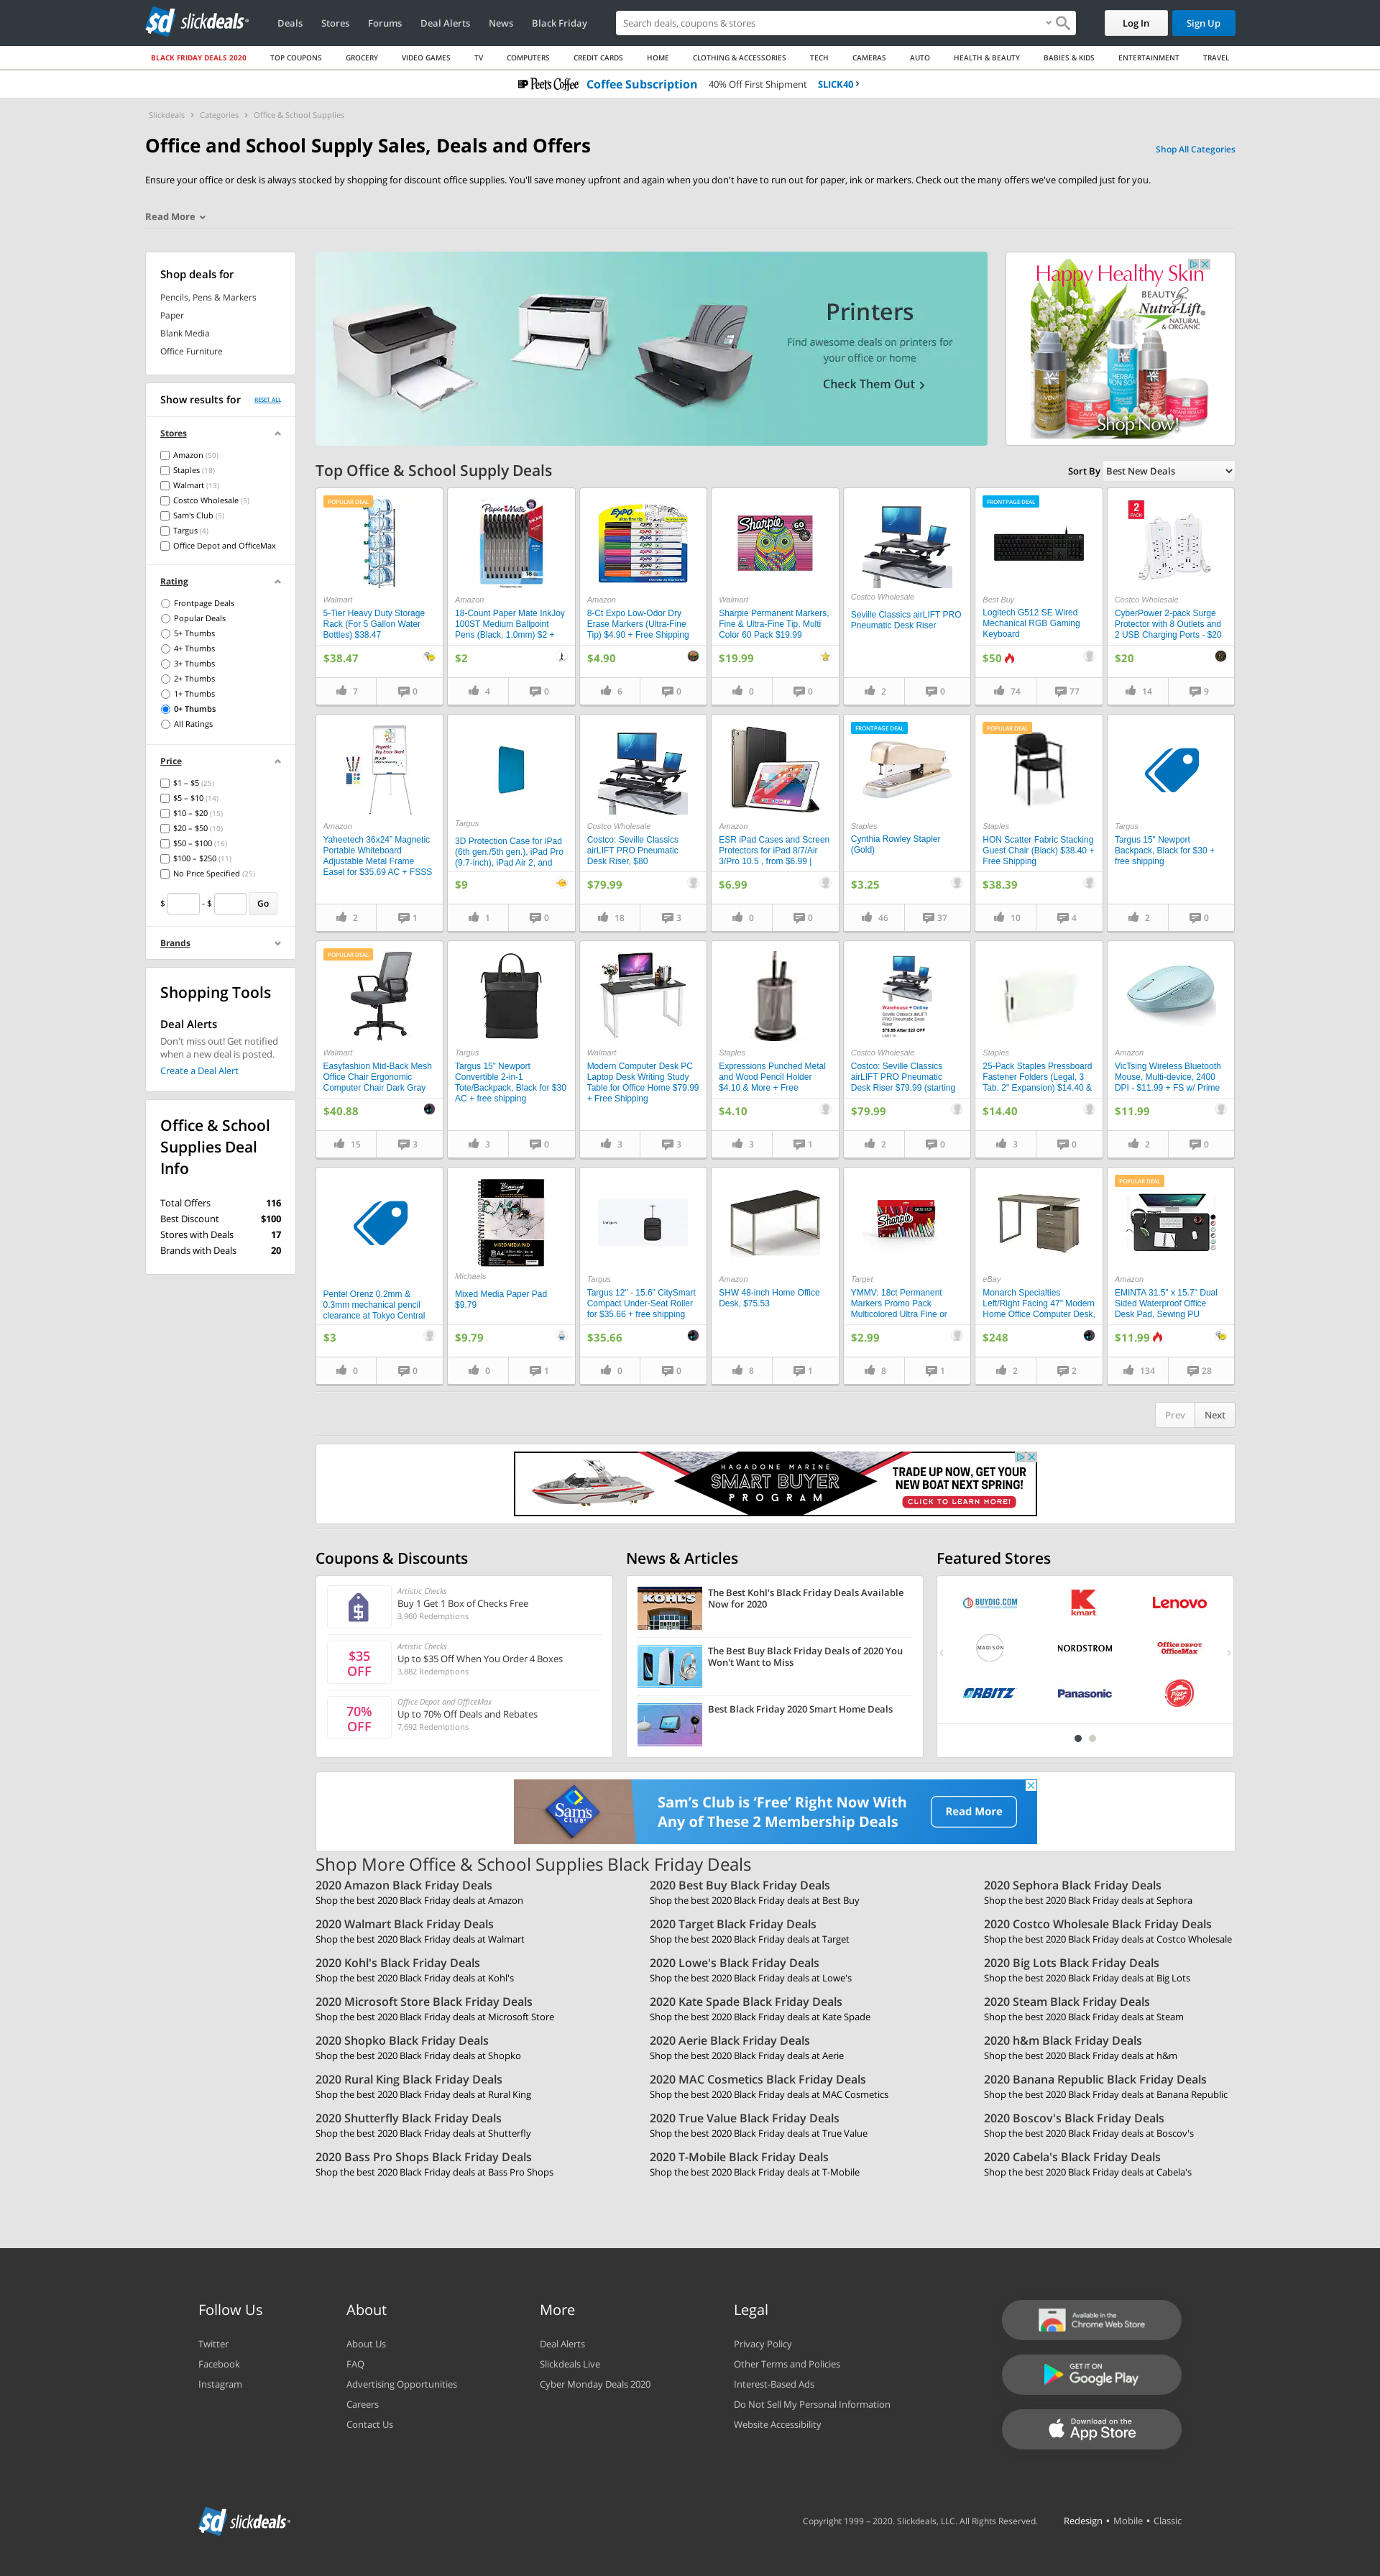 slickdeals
Deals Stores Forums Deal Alerts News Black Friday
Search deals, coupons & stores
Log In Sign Up
BLACK FRIDAY DEALS 2020 TOP COUPONS GROCERY VIDEO GAMES TV COMPUTERS CREDIT CARDS HOME CLOTHING & ACCESSORIES TECH CAMERAS AUTO HEALTH & BEAUTY BABIES & KIDS ENTERTAINMENT TRAVEL
Peet's Coffee Coffee Subscription 40% Off First Shipment SLICK40
Slickdeals › Categories › Office & School Supplies
Office and School Supply Sales, Deals and Offers
Shop All Categories
Ensure your office or desk is always stocked by shopping for discount office supplies. You'll save money upfront and again when you don't have to run out for paper, ink or markers. Check out the many offers we've compiled just for you.
Read More
Shop deals for
Pencils, Pens & Markers
Paper
Blank Media
Office Furniture
Show results for RESET ALL
Stores
Amazon (50)
Staples (18)
Walmart (13)
Costco Wholesale (5)
Sam's Club (5)
Targus (4)
Office Depot and OfficeMax
Rating
Frontpage Deals
Popular Deals
5+ Thumbs
4+ Thumbs
3+ Thumbs
2+ Thumbs
1+ Thumbs
0+ Thumbs
All Ratings
Price
$1 – $5 (25)
$5 – $10 (14)
$10 – $20 (15)
$20 – $50 (10)
$50 – $100 (16)
$100 – $250 (11)
No Price Specified (25)
$ - $ Go
Brands
Shopping Tools
Deal Alerts
Don't miss out! Get notified
when a new deal is posted.
Create a Deal Alert
Office & School
Supplies Deal
Info
Total Offers 116
Best Discount $100
Stores with Deals 17
Brands with Deals 20
Printers
Find awesome deals on printers for
your office or home
Check Them Out
Happy Healthy Skin
BEAUTY by
Nutra-Lift®
NATURAL
& ORGANIC
Shop Now!
Top Office & School Supply Deals
Sort By Best New Deals
POPULAR DEAL
Walmart
5-Tier Heavy Duty Storage
Rack (For 5 Gallon Water
Bottles) $38.47
$38.47
7 0
Amazon
18-Count Paper Mate InkJoy
100ST Medium Ballpoint
Pens (Black, 1.0mm) $2 +
$2
4 0
Amazon
8-Ct Expo Low-Odor Dry
Erase Markers (Ultra-Fine
Tip) $4.90 + Free Shipping
$4.90
6 0
Walmart
Sharpie Permanent Markers,
Fine & Ultra-Fine Tip, Multi
Color 60 Pack $19.99
$19.99
0 0
Costco Wholesale
Seville Classics airLIFT PRO
Pneumatic Desk Riser
2 0
FRONTPAGE DEAL
Best Buy
Logitech G512 SE Wired
Mechanical RGB Gaming
Keyboard
$50
74 77
2 PACK
Costco Wholesale
CyberPower 2-pack Surge
Protector with 8 Outlets and
2 USB Charging Ports - $20
$20
14 9
Amazon
Yaheetech 36x24" Magnetic
Portable Whiteboard
Adjustable Metal Frame
Easel for $35.69 AC + FSSS
2 1
Targus
3D Protection Case for iPad
(6th gen./5th gen.), iPad Pro
(9.7-inch), iPad Air 2, and
$9
1 0
Costco Wholesale
Costco: Seville Classics
airLIFT PRO Pneumatic
Desk Riser, $80
$79.99
18 3
Amazon
ESR iPad Cases and Screen
Protectors for iPad 8/7/Air
3/Pro 10.5 , from $6.99 |
$6.99
0 0
FRONTPAGE DEAL
Staples
Cynthia Rowley Stapler
(Gold)
$3.25
46 37
POPULAR DEAL
Staples
HON Scatter Fabric Stacking
Guest Chair (Black) $38.40 +
Free Shipping
$38.39
10 4
Targus
Targus 15" Newport
Backpack, Black for $30 +
free shipping
2 0
POPULAR DEAL
Walmart
Easyfashion Mid-Back Mesh
Office Chair Ergonomic
Computer Chair Dark Gray
$40.88
15 3
Targus
Targus 15" Newport
Convertible 2-in-1
Tote/Backpack, Black for $30
AC + free shipping
3 0
Walmart
Modern Computer Desk PC
Laptop Desk Writing Study
Table for Office Home $79.99
+ Free Shipping
3 3
Staples
Expressions Punched Metal
and Wood Pencil Holder
$4.10 & More + Free
$4.10
3 1
Warehouse + Online
Seville Classics airLIFT
PRO Pneumatic Desk
Riser
$79.99 After $20 OFF
Costco Wholesale
Costco: Seville Classics
airLIFT PRO Pneumatic
Desk Riser $79.99 (starting
$79.99
2 0
Staples
25-Pack Staples Pressboard
Fastener Folders (Legal, 3
Tab, 2" Expansion) $14.40 &
$14.40
3 0
Amazon
VicTsing Wireless Bluetooth
Mouse, Multi-device, 2400
DPI - $11.99 + FS w/ Prime
$11.99
2 0
Pentel Orenz 0.2mm &
0.3mm mechanical pencil
clearance at Tokyo Central
$3
0 0
Michaels
Mixed Media Paper Pad
$9.79
$9.79
0 1
Targus
Targus 12" - 15.6" CitySmart
Compact Under-Seat Roller
for $35.66 + free shipping
$35.66
0 0
Amazon
SHW 48-inch Home Office
Desk, $75.53
8 1
Target
YMMV: 18ct Permanent
Markers Promo Pack
Multicolored Ultra Fine or
$2.99
8 1
eBay
Monarch Specialties
Left/Right Facing 47" Modern
Home Office Computer Desk,
$248
2 2
POPULAR DEAL
Amazon
EMINTA 31.5" x 15.7" Dual
Sided Waterproof Office
Desk Pad, Sewing PU
$11.99
134 28
Prev Next
HAGADONE MARINE
SMART BUYER
PROGRAM
TRADE UP NOW, GET YOUR
NEW BOAT NEXT SPRING!
CLICK TO LEARN MORE!
Coupons & Discounts
Artistic Checks
Buy 1 Get 1 Box of Checks Free
3,960 Redemptions
$35
OFF
Artistic Checks
Up to $35 Off When You Order 4 Boxes
3,882 Redemptions
70%
OFF
Office Depot and OfficeMax
Up to 70% Off Deals and Rebates
7,692 Redemptions
News & Articles
The Best Kohl's Black Friday Deals Available
Now for 2020
The Best Buy Black Friday Deals of 2020 You
Won't Want to Miss
Best Black Friday 2020 Smart Home Deals
Featured Stores
BUYDIG.COM kmart Lenovo
MADISON NORDSTROM Office DEPOT OfficeMax
ORBITZ Panasonic Pizza Hut
Sam's CLUB
Sam's Club is 'Free' Right Now With
Any of These 2 Membership Deals
Read More
Shop More Office & School Supplies Black Friday Deals
2020 Amazon Black Friday Deals
Shop the best 2020 Black Friday deals at Amazon
2020 Best Buy Black Friday Deals
Shop the best 2020 Black Friday deals at Best Buy
2020 Sephora Black Friday Deals
Shop the best 2020 Black Friday deals at Sephora
2020 Walmart Black Friday Deals
Shop the best 2020 Black Friday deals at Walmart
2020 Target Black Friday Deals
Shop the best 2020 Black Friday deals at Target
2020 Costco Wholesale Black Friday Deals
Shop the best 2020 Black Friday deals at Costco Wholesale
2020 Kohl's Black Friday Deals
Shop the best 2020 Black Friday deals at Kohl's
2020 Lowe's Black Friday Deals
Shop the best 2020 Black Friday deals at Lowe's
2020 Big Lots Black Friday Deals
Shop the best 2020 Black Friday deals at Big Lots
2020 Microsoft Store Black Friday Deals
Shop the best 2020 Black Friday deals at Microsoft Store
2020 Kate Spade Black Friday Deals
Shop the best 2020 Black Friday deals at Kate Spade
2020 Steam Black Friday Deals
Shop the best 2020 Black Friday deals at Steam
2020 Shopko Black Friday Deals
Shop the best 2020 Black Friday deals at Shopko
2020 Aerie Black Friday Deals
Shop the best 2020 Black Friday deals at Aerie
2020 h&m Black Friday Deals
Shop the best 2020 Black Friday deals at h&m
2020 Rural King Black Friday Deals
Shop the best 2020 Black Friday deals at Rural King
2020 MAC Cosmetics Black Friday Deals
Shop the best 2020 Black Friday deals at MAC Cosmetics
2020 Banana Republic Black Friday Deals
Shop the best 2020 Black Friday deals at Banana Republic
2020 Shutterfly Black Friday Deals
Shop the best 2020 Black Friday deals at Shutterfly
2020 True Value Black Friday Deals
Shop the best 2020 Black Friday deals at True Value
2020 Boscov's Black Friday Deals
Shop the best 2020 Black Friday deals at Boscov's
2020 Bass Pro Shops Black Friday Deals
Shop the best 2020 Black Friday deals at Bass Pro Shops
2020 T-Mobile Black Friday Deals
Shop the best 2020 Black Friday deals at T-Mobile
2020 Cabela's Black Friday Deals
Shop the best 2020 Black Friday deals at Cabela's
Follow Us
Twitter
Facebook
Instagram
About
About Us
FAQ
Advertising Opportunities
Careers
Contact Us
More
Deal Alerts
Slickdeals Live
Cyber Monday Deals 2020
Legal
Privacy Policy
Other Terms and Policies
Interest-Based Ads
Do Not Sell My Personal Information
Website Accessibility
Available in the
Chrome Web Store
GET IT ON
Google Play
Download on the
App Store
slickdeals
Copyright 1999 – 2020. Slickdeals, LLC. All Rights Reserved. Redesign • Mobile • Classic